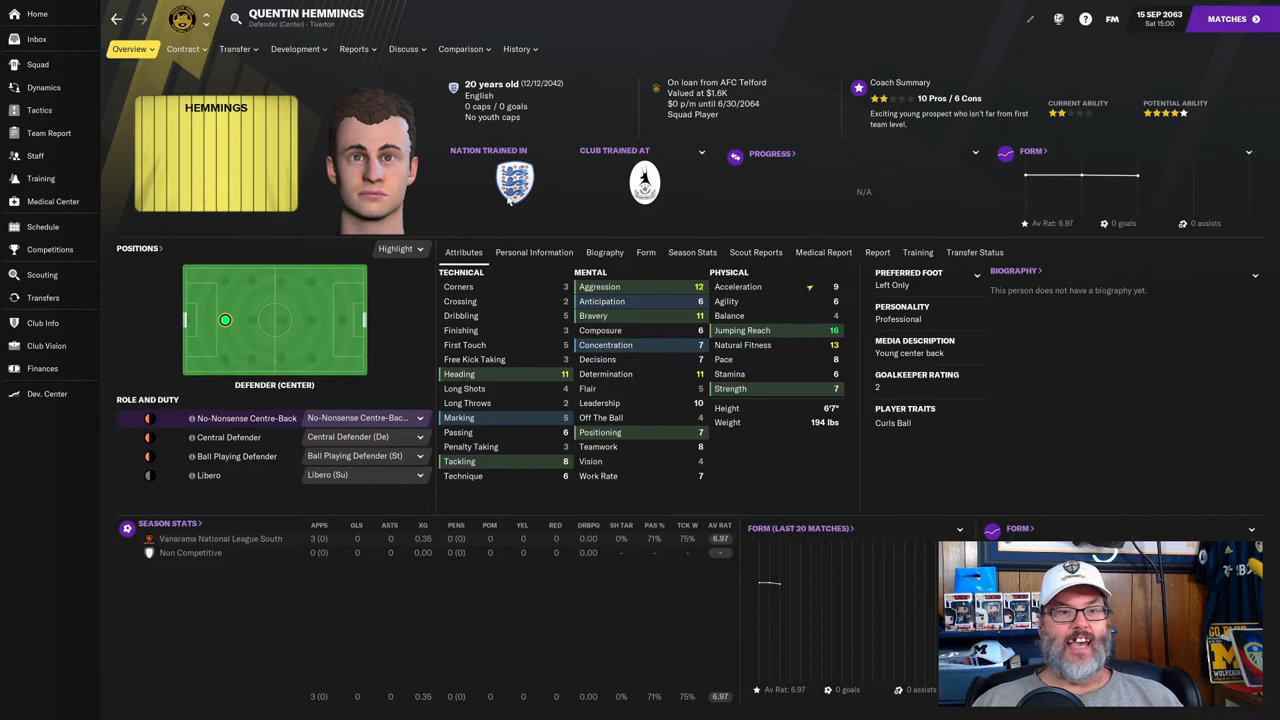 Home
Inbox
Squad
Dynamics
Tactics
Team Report
Staff
Training
Medical Center
Schedule
Competitions
Scouting
Transfers
Club Info
Club Vision
Finances
Dev. Center
QUENTIN HEMMINGS
Defender (Center) - Tiverton
FM
15 SEP 2063
Sat 15:00
MATCHES
Overview
Contract
Transfer
Development
Reports
Discuss
Comparison
History
HEMMINGS
20 years old (12/12/2042)
English
0 caps / 0 goals
No youth caps
On loan from AFC Telford
Valued at $1.6K
$0 p/m until 6/30/2064
Squad Player
Coach Summary
10 Pros / 6 Cons
Exciting young prospect who isn't far from first
team level.
CURRENT ABILITY
POTENTIAL ABILITY
NATION TRAINED IN
CLUB TRAINED AT
PROGRESS
N/A
FORM
Av Rat: 6.97
0 goals
0 assists
POSITIONS
Highlight
DEFENDER (CENTER)
ROLE AND DUTY
No-Nonsense Centre-Back No-Nonsense Centre-Bac...
Central Defender Central Defender (De)
Ball Playing Defender Ball Playing Defender (St)
Libero Libero (Su)
Attributes
Personal Information
Biography
Form
Season Stats
Scout Reports
Medical Report
Report
Training
Transfer Status
TECHNICAL
Corners 3
Crossing 2
Dribbling 5
Finishing 3
First Touch 5
Free Kick Taking 3
Heading 11
Long Shots 4
Long Throws 2
Marking 5
Passing 6
Penalty Taking 3
Tackling 8
Technique 6
MENTAL
Aggression 12
Anticipation 6
Bravery 11
Composure 6
Concentration 7
Decisions 7
Determination 11
Flair 5
Leadership 10
Off The Ball 4
Positioning 7
Teamwork 8
Vision 4
Work Rate 7
PHYSICAL
Acceleration 9
Agility 6
Balance 4
Jumping Reach 16
Natural Fitness 13
Pace 8
Stamina 6
Strength 7
Height 6'7"
Weight 194 lbs
PREFERRED FOOT
Left Only
PERSONALITY
Professional
MEDIA DESCRIPTION
Young center back
GOALKEEPER RATING
2
PLAYER TRAITS
Curls Ball
BIOGRAPHY
This person does not have a biography yet.
SEASON STATS APPS GLS ASTS XG PENS POM YEL RED DRBPG SH TAR PAS % TCK W AV RAT
Vanarama National League South 3 (0) 0 0 0.35 0 (0) 0 0 0 0.00 0% 71% 75% 6.97
Non Competitive 0 (0) 0 0 0.00 0 (0) 0 0 0 0.00 - - - -
3 (0) 0 0 0.35 0 (0) 0 0 0 0.00 0% 71% 75% 6.97
FORM (LAST 20 MATCHES)
Av Rat: 6.97
0 goals
0 assists
FORM
GO
M
WOLVERINE